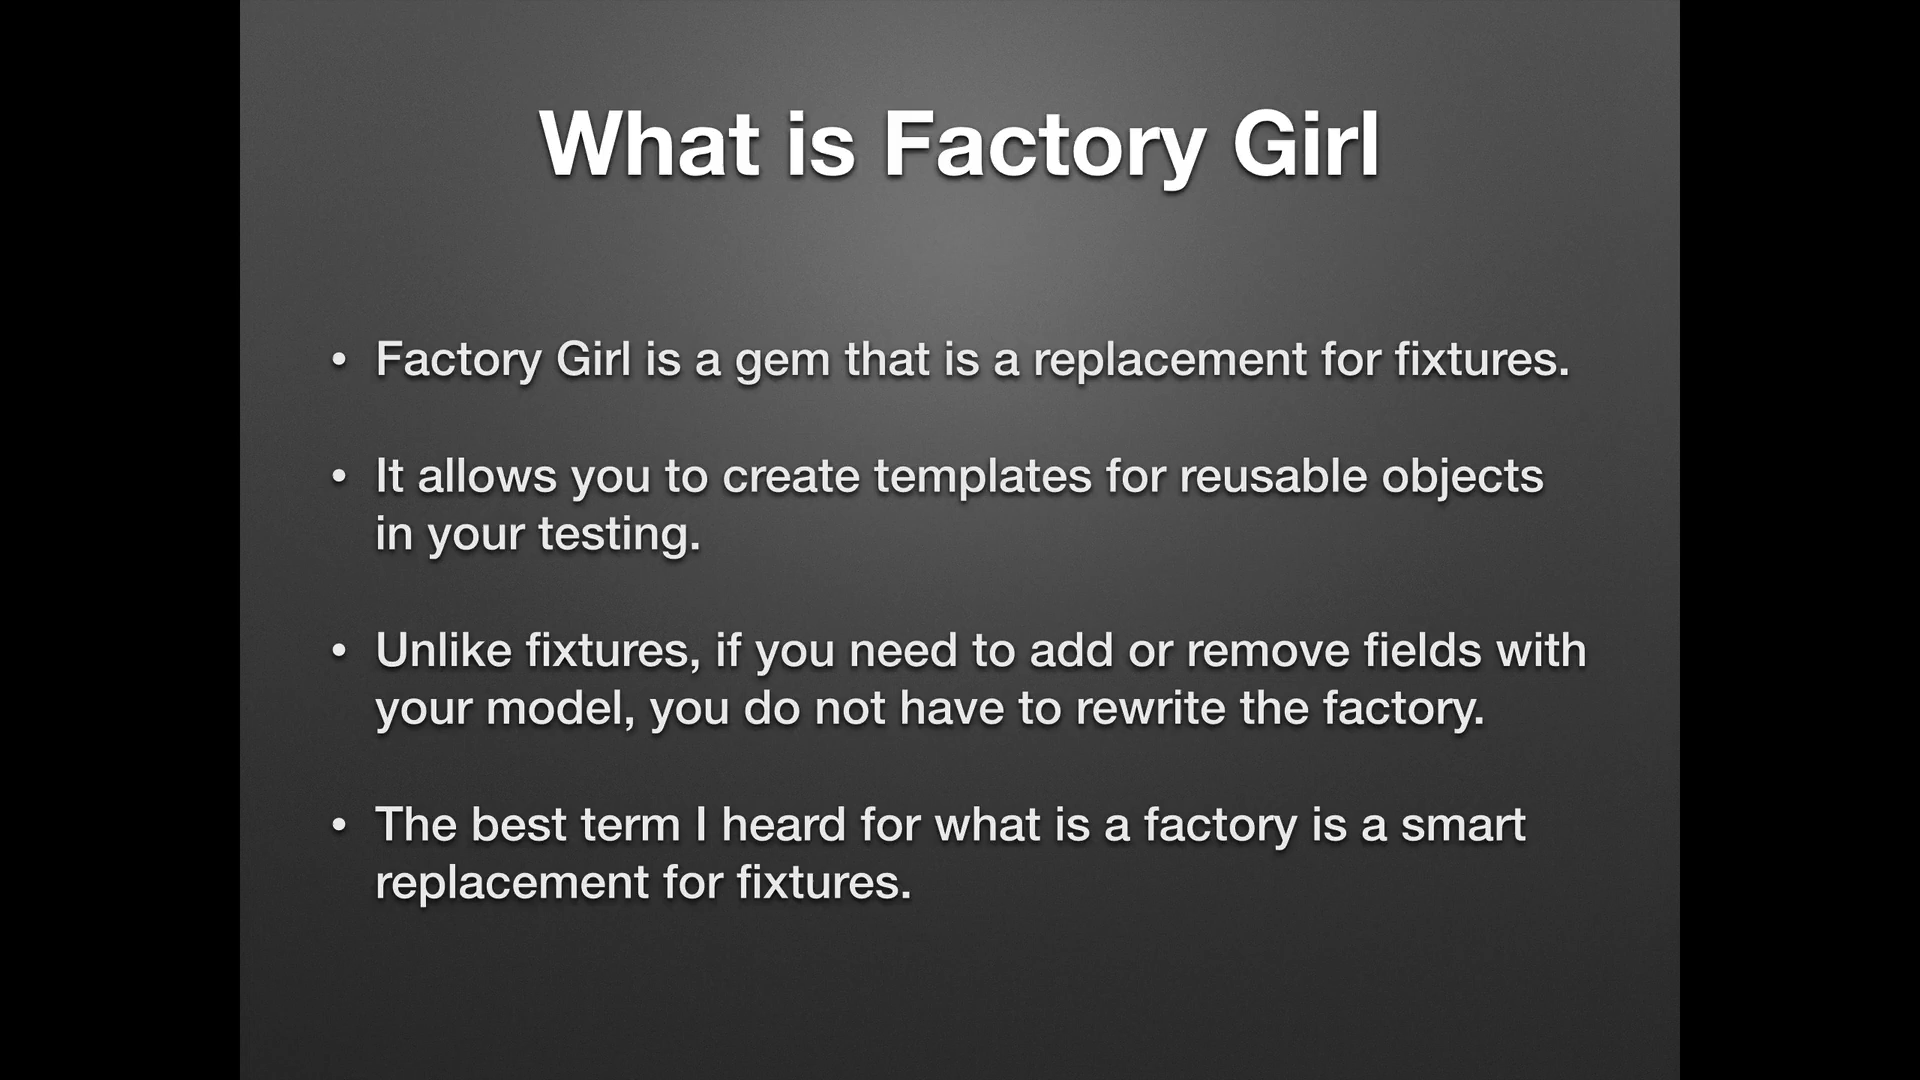 What is Factory Girl
• Factory Girl is a gem that is a replacement for fixtures.
• It allows you to create templates for reusable objects
in your testing.
• Unlike fixtures, if you need to add or remove fields with
your model, you do not have to rewrite the factory.
• The best term I heard for what is a factory is a smart
replacement for fixtures.